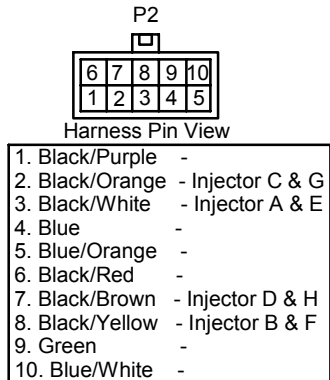 P2
6 7 8 9 10
1 2 3 4 5
Harness Pin View
1. Black/Purple -
2. Black/Orange - Injector C & G
3. Black/White - Injector A & E
4. Blue -
5. Blue/Orange -
6. Black/Red -
7. Black/Brown - Injector D & H
8. Black/Yellow - Injector B & F
9. Green -
10. Blue/White -